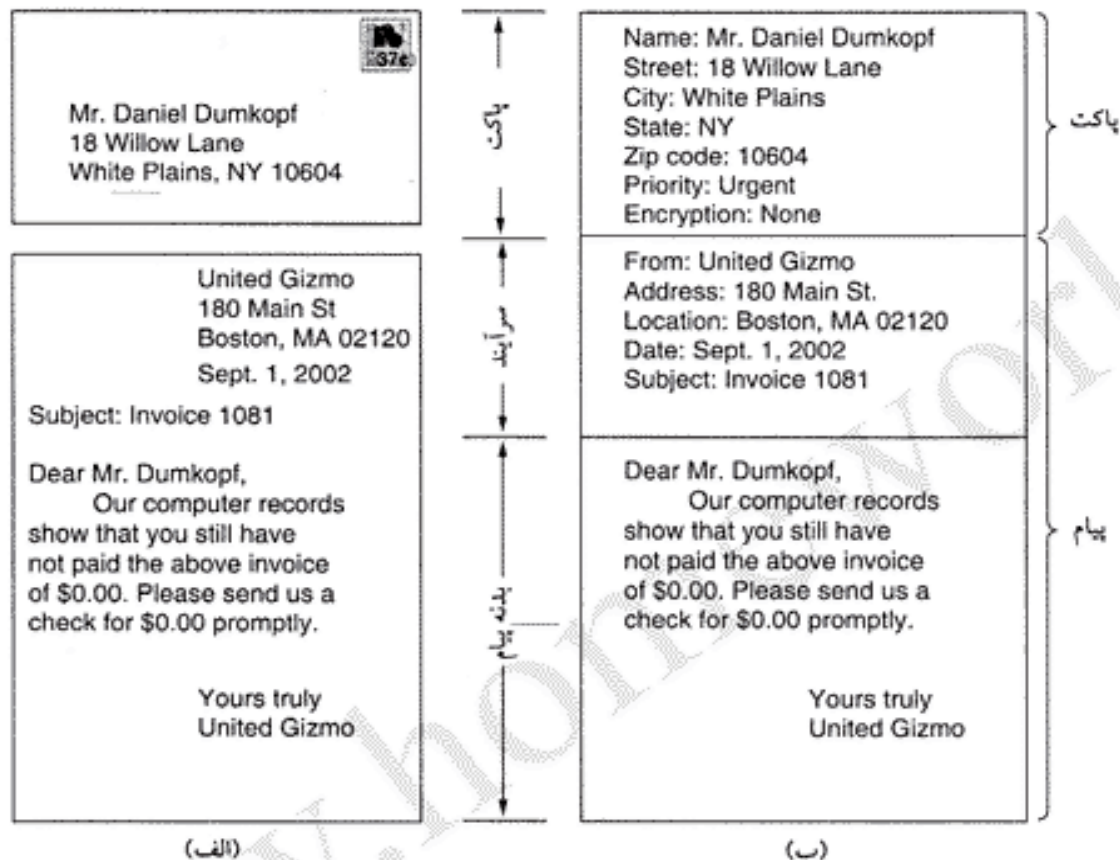 37¢
Mr. Daniel Dumkopf
18 Willow Lane
White Plains, NY 10604
United Gizmo
180 Main St
Boston, MA 02120
Sept. 1, 2002
Subject: Invoice 1081
Dear Mr. Dumkopf,
Our computer records
show that you still have
not paid the above invoice
of $0.00. Please send us a
check for $0.00 promptly.
Yours truly
United Gizmo
(الف)
پاکت
سرآیند
بدنه پیام
Name: Mr. Daniel Dumkopf
Street: 18 Willow Lane
City: White Plains
State: NY
Zip code: 10604
Priority: Urgent
Encryption: None
From: United Gizmo
Address: 180 Main St.
Location: Boston, MA 02120
Date: Sept. 1, 2002
Subject: Invoice 1081
Dear Mr. Dumkopf,
Our computer records
show that you still have
not paid the above invoice
of $0.00. Please send us a
check for $0.00 promptly.
Yours truly
United Gizmo
(ب)
پاکت
پیام